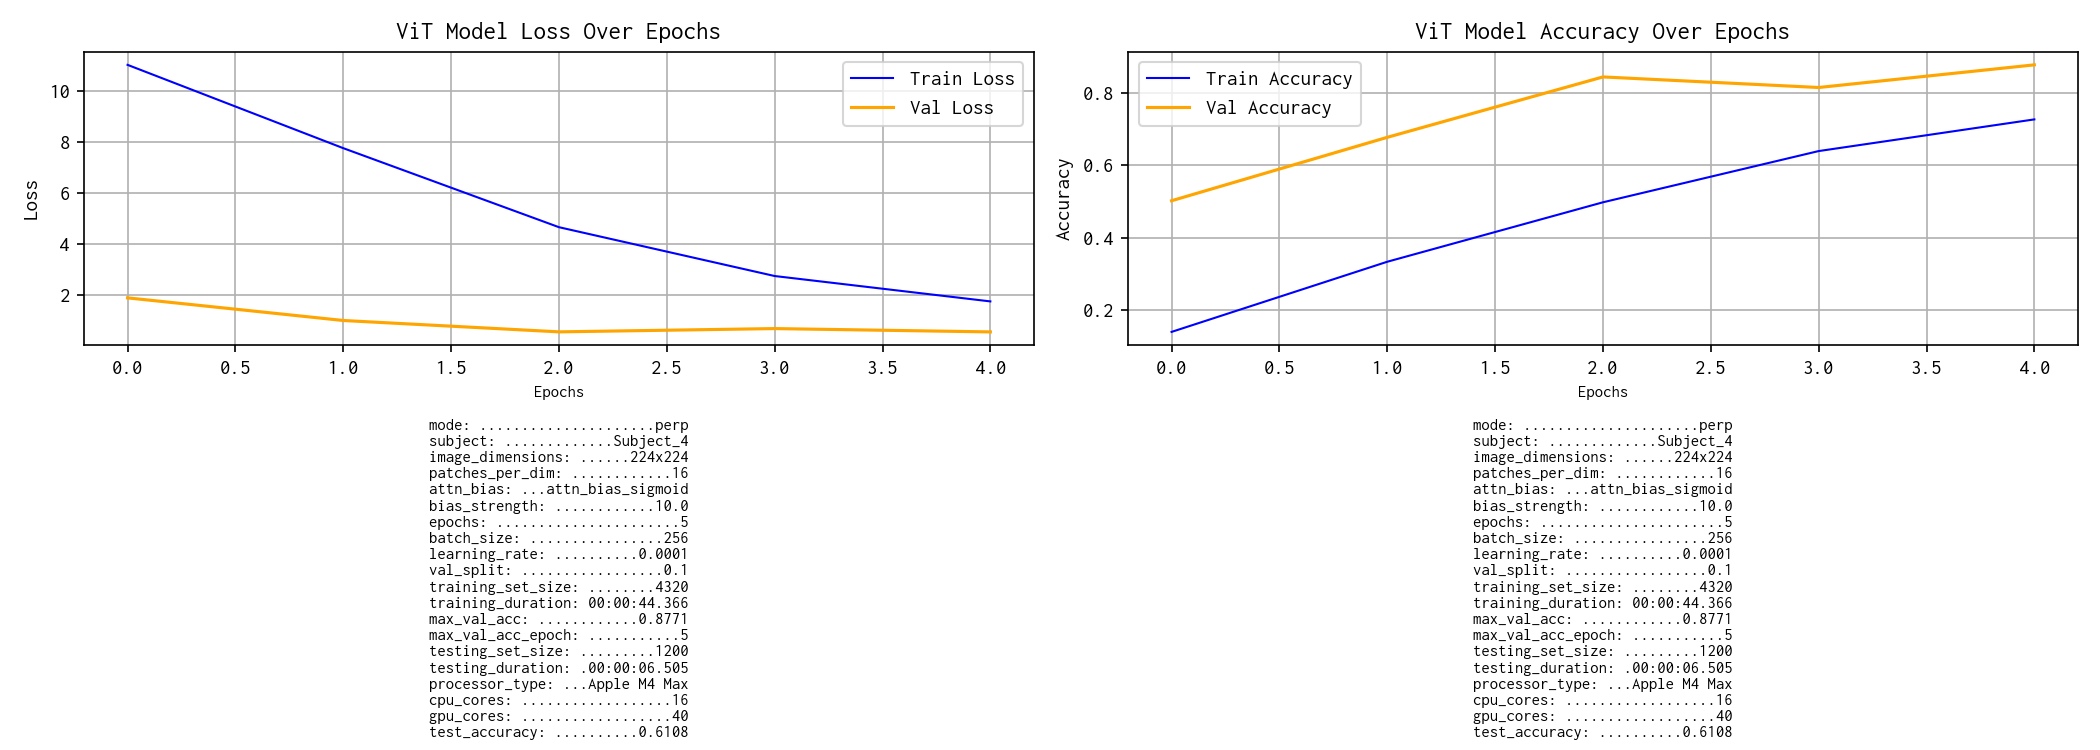 ViT Model Loss Over Epochs
Train Loss
Val Loss
10
8
6
4
2
Loss
0.0 0.5 1.0 1.5 2.0 2.5 3.0 3.5 4.0
Epochs
mode: .....................perp
subject: .............Subject_4
image_dimensions: ......224x224
patches_per_dim: ............16
attn_bias: ...attn_bias_sigmoid
bias_strength: ............10.0
epochs: ......................5
batch_size: ................256
learning_rate: ..........0.0001
val_split: .................0.1
training_set_size: ........4320
training_duration: 00:00:44.366
max_val_acc: ............0.8771
max_val_acc_epoch: ...........5
testing_set_size: .........1200
testing_duration: .00:00:06.505
processor_type: ...Apple M4 Max
cpu_cores: ..................16
gpu_cores: ..................40
test_accuracy: ..........0.6108
ViT Model Accuracy Over Epochs
Train Accuracy
Val Accuracy
0.8
0.6
0.4
0.2
Accuracy
0.0 0.5 1.0 1.5 2.0 2.5 3.0 3.5 4.0
Epochs
mode: .....................perp
subject: .............Subject_4
image_dimensions: ......224x224
patches_per_dim: ............16
attn_bias: ...attn_bias_sigmoid
bias_strength: ............10.0
epochs: ......................5
batch_size: ................256
learning_rate: ..........0.0001
val_split: .................0.1
training_set_size: ........4320
training_duration: 00:00:44.366
max_val_acc: ............0.8771
max_val_acc_epoch: ...........5
testing_set_size: .........1200
testing_duration: .00:00:06.505
processor_type: ...Apple M4 Max
cpu_cores: ..................16
gpu_cores: ..................40
test_accuracy: ..........0.6108